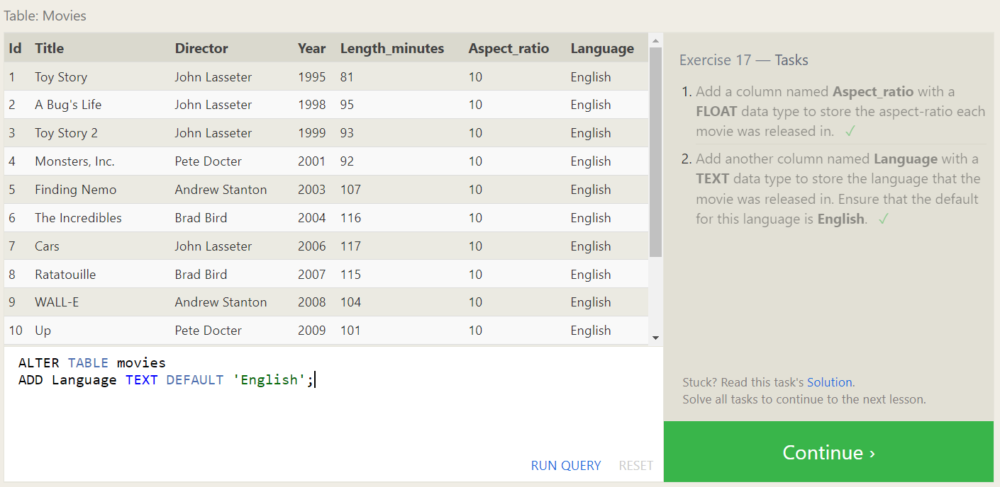 Table: Movies
Id Title Director Year Length_minutes Aspect_ratio Language
1 Toy Story John Lasseter 1995 81 10 English
2 A Bug's Life John Lasseter 1998 95 10 English
3 Toy Story 2 John Lasseter 1999 93 10 English
4 Monsters, Inc. Pete Docter 2001 92 10 English
5 Finding Nemo Andrew Stanton 2003 107 10 English
6 The Incredibles Brad Bird 2004 116 10 English
7 Cars John Lasseter 2006 117 10 English
8 Ratatouille Brad Bird 2007 115 10 English
9 WALL-E Andrew Stanton 2008 104 10 English
10 Up Pete Docter 2009 101 10 English
ALTER TABLE movies
ADD Language TEXT DEFAULT 'English';
RUN QUERY RESET
Exercise 17 — Tasks
1. Add a column named Aspect_ratio with a
FLOAT data type to store the aspect-ratio each
movie was released in. ✓
2. Add another column named Language with a
TEXT data type to store the language that the
movie was released in. Ensure that the default
for this language is English. ✓
Stuck? Read this task's Solution.
Solve all tasks to continue to the next lesson.
Continue ›